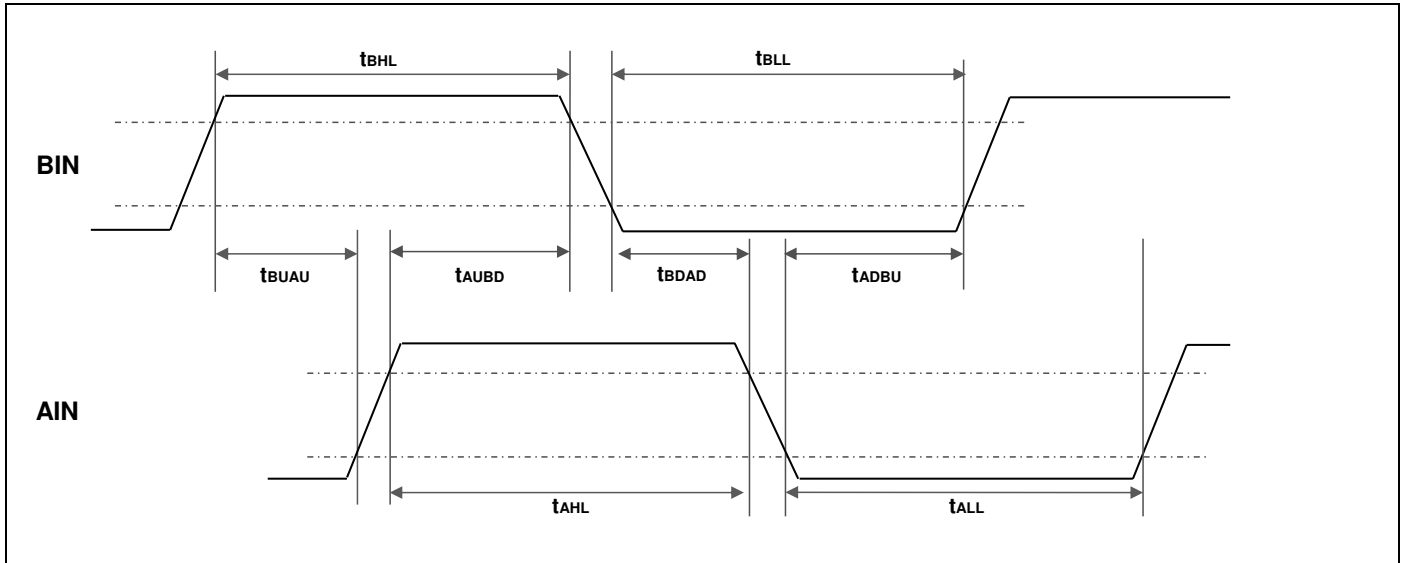 tBHL
tBLL
BIN
tBUAU
tAUBD
tBDAD
tADBU
AIN
tAHL
tALL